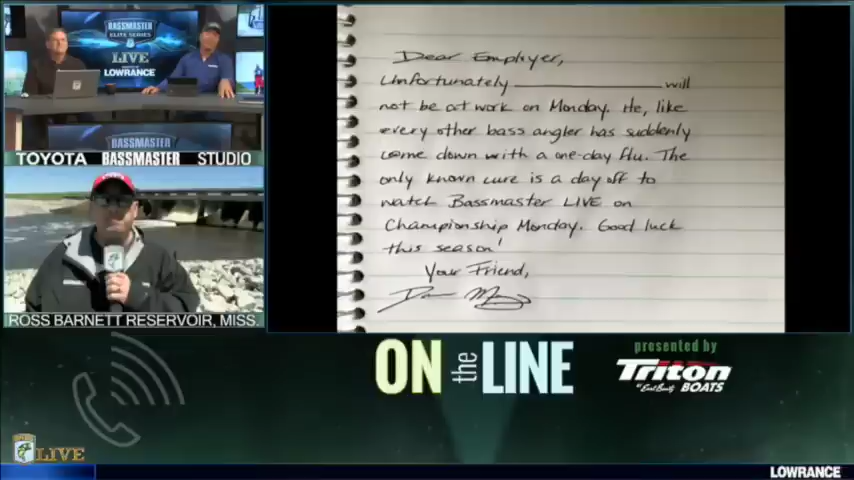 BASSMASTER
ELITE SERIES
LIVE
LOWRANCE
BASSMASTER
TOYOTA BASSMASTER STUDIO
ROSS BARNETT RESERVOIR, MISS.
Dear Employer,
Unfortunately ____________ will
not be at work on Monday. He, like
every other bass angler has suddenly
come down with a one-day flu. The
only known cure is a day off to
watch Bassmaster LIVE on
Championship Monday. Good luck
this season!
Your Friend,
ON the LINE
presented by
Triton
BOATS
LIVE
LOWRANCE